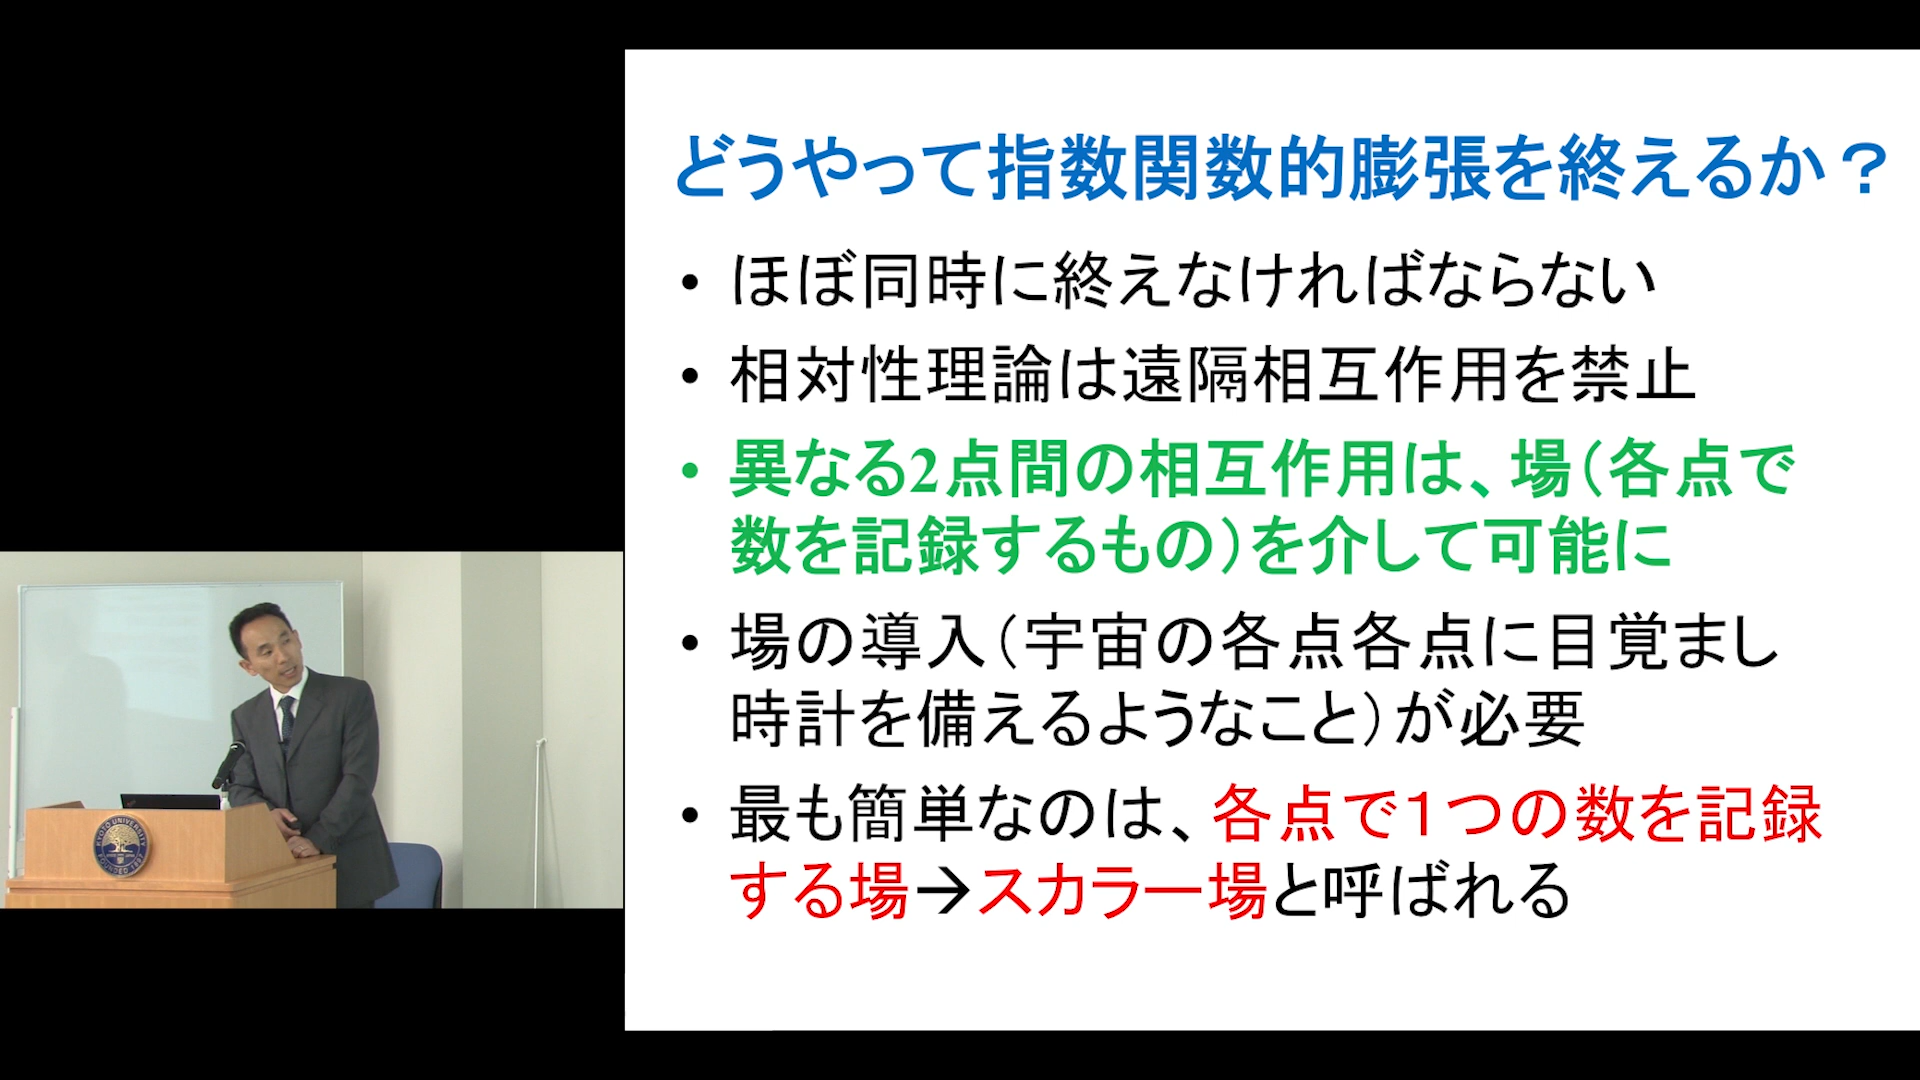 どうやって指数関数的膨張を終えるか？
• ほぼ同時に終えなければならない
• 相対性理論は遠隔相互作用を禁止
• 異なる2点間の相互作用は、場（各点で
数を記録するもの）を介して可能に
• 場の導入（宇宙の各点各点に目覚まし
時計を備えるようなこと）が必要
• 最も簡単なのは、各点で１つの数を記録
する場→スカラー場と呼ばれる
KYOTO UNIVERSITY
FOUNDED 1897